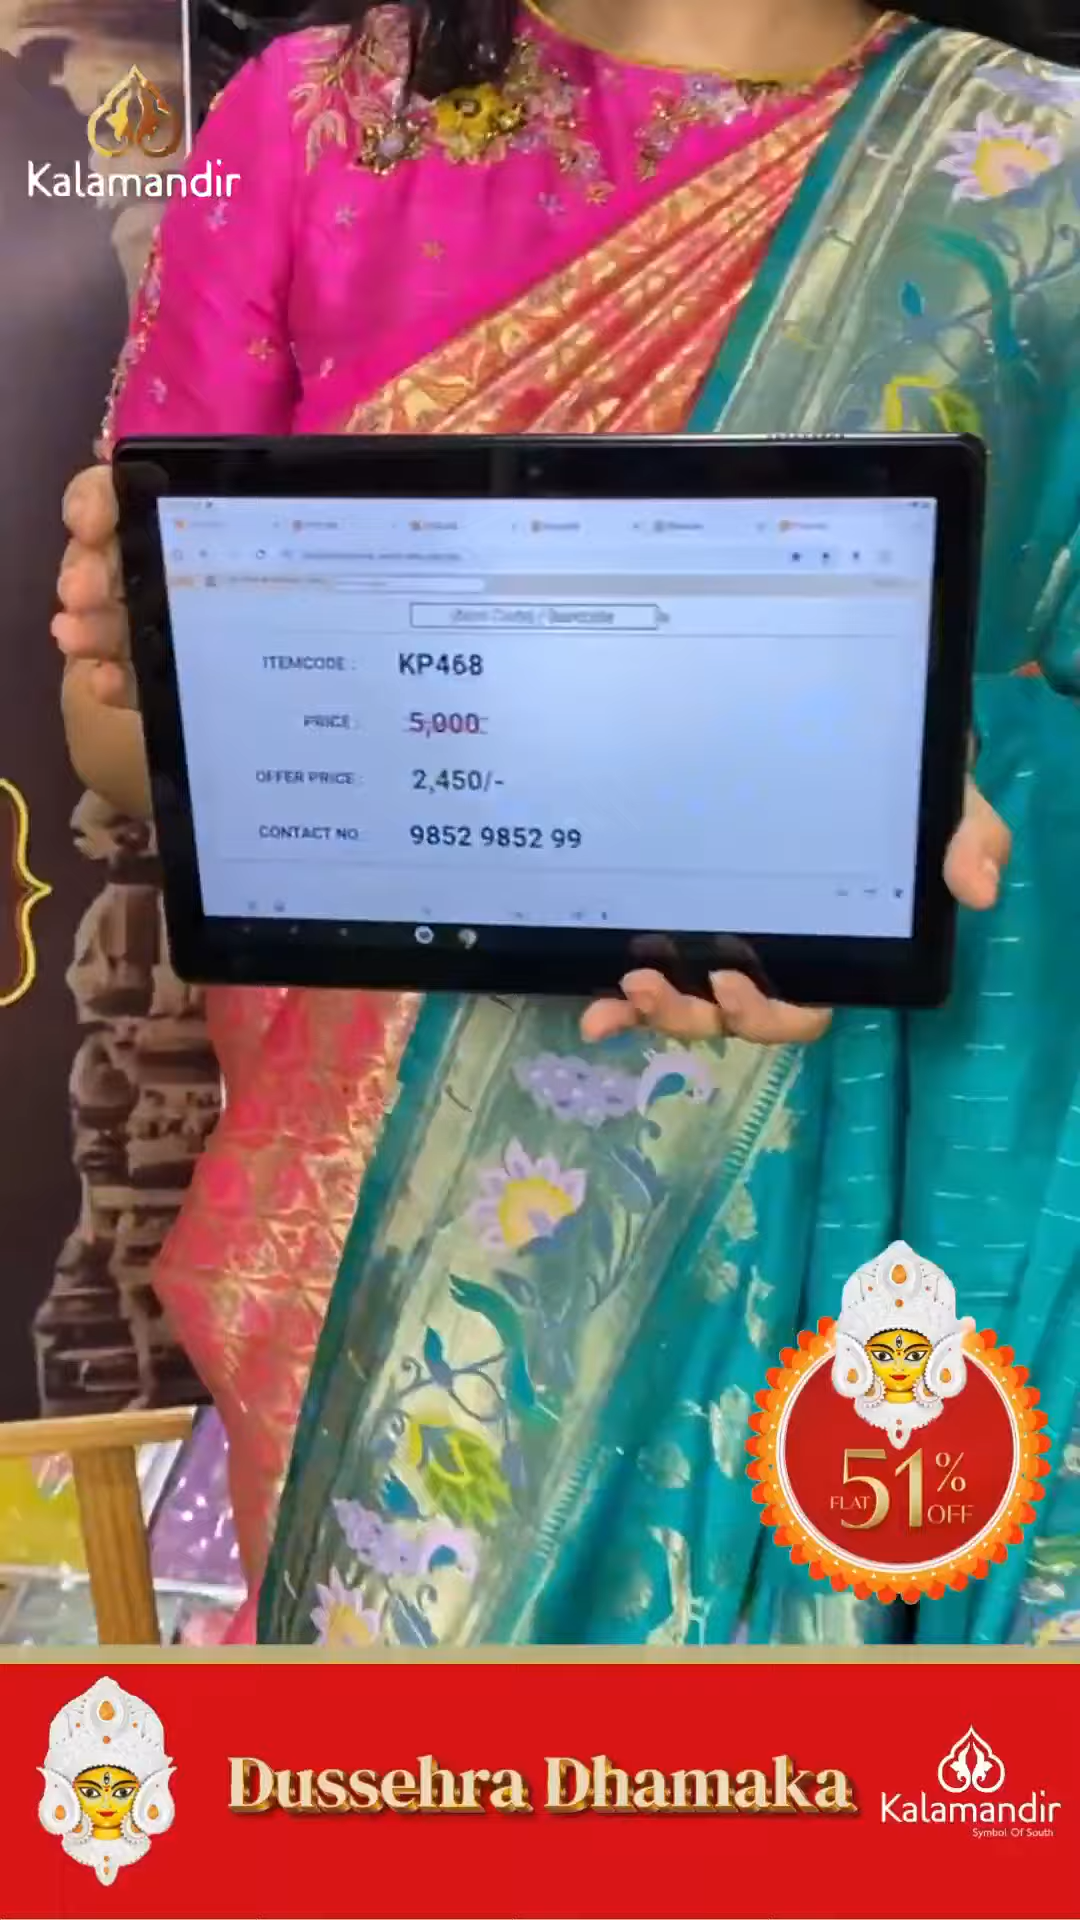 Kalamandir
ITEMCODE : KP468
PRICE : 5,000
OFFER PRICE : 2,450/-
CONTACT NO : 9852 9852 99
FLAT 51% OFF
Dussehra Dhamaka
Kalamandir
Symbol Of South